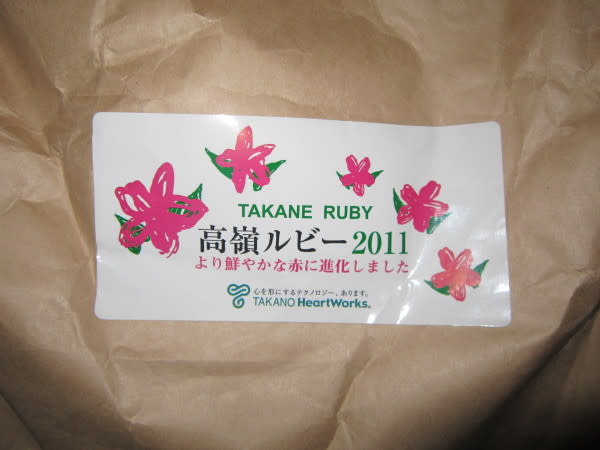 TAKANE RUBY
高嶺ルビー2011
より鮮やかな赤に進化しました
心を形にするテクノロジー、あります。
TAKANO HeartWorks®